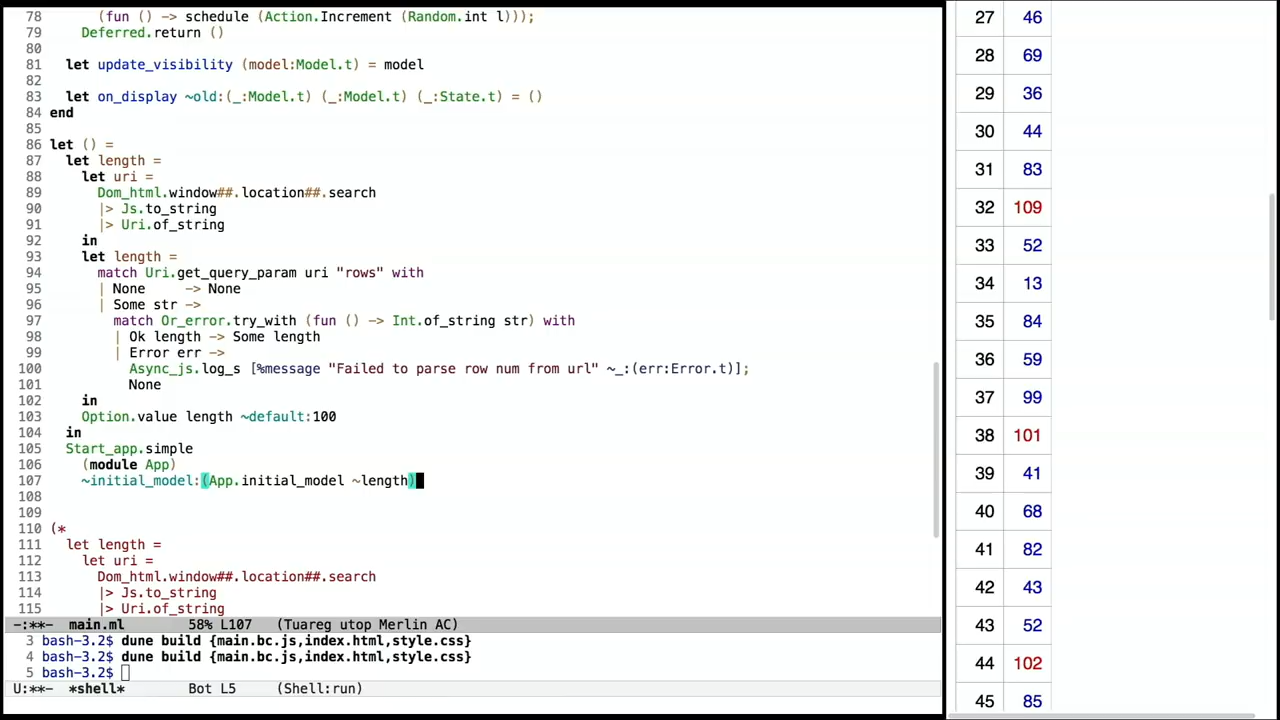 78         (fun () -> schedule (Action.Increment (Random.int l)));
79       Deferred.return ()
80
81     let update_visibility (model:Model.t) = model
82
83     let on_display ~old:(_:Model.t) (_:Model.t) (_:State.t) = ()
84   end
85
86   let () =
87     let length =
88       let uri =
89         Dom_html.window##.location##.search
90         |> Js.to_string
91         |> Uri.of_string
92       in
93       let length =
94         match Uri.get_query_param uri "rows" with
95         | None     -> None
96         | Some str ->
97           match Or_error.try_with (fun () -> Int.of_string str) with
98             | Ok length -> Some length
99             | Error err ->
100            Async_js.log_s [%message "Failed to parse row num from url" ~_:(err:Error.t)];
101            None
102      in
103      Option.value length ~default:100
104    in
105    Start_app.simple
106      (module App)
107      ~initial_model:(App.initial_model ~length)
108
109
110  (*
111    let length =
112      let uri =
113        Dom_html.window##.location##.search
114        |> Js.to_string
115        |> Uri.of_string
-:**-  main.ml        58% L107   (Tuareg utop Merlin AC)
3 bash-3.2$ dune build {main.bc.js,index.html,style.css}
4 bash-3.2$ dune build {main.bc.js,index.html,style.css}
5 bash-3.2$
U:**-  *shell*        Bot L5     (Shell:run)
27 46
28 69
29 36
30 44
31 83
32 109
33 52
34 13
35 84
36 59
37 99
38 101
39 41
40 68
41 82
42 43
43 52
44 102
45 85